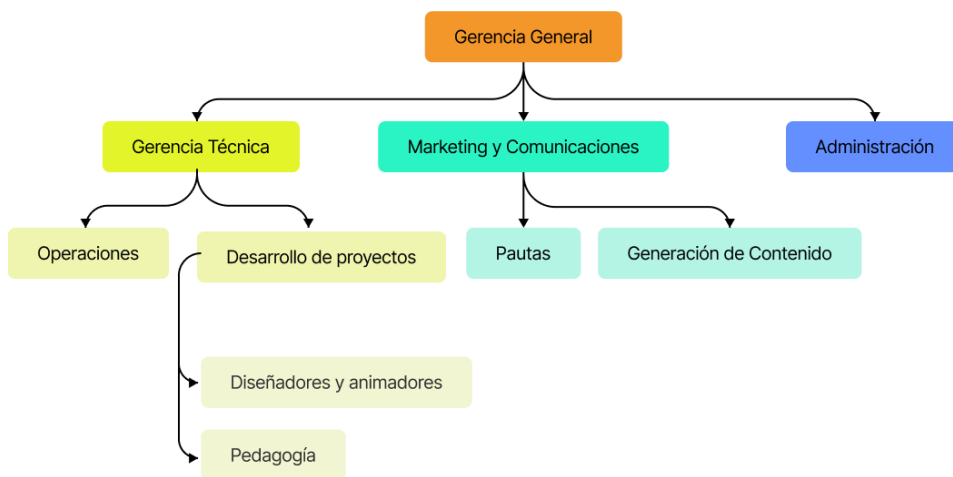 Gerencia General
Gerencia Técnica
Marketing y Comunicaciones
Administración
Operaciones
Desarrollo de proyectos
Pautas
Generación de Contenido
Diseñadores y animadores
Pedagogía